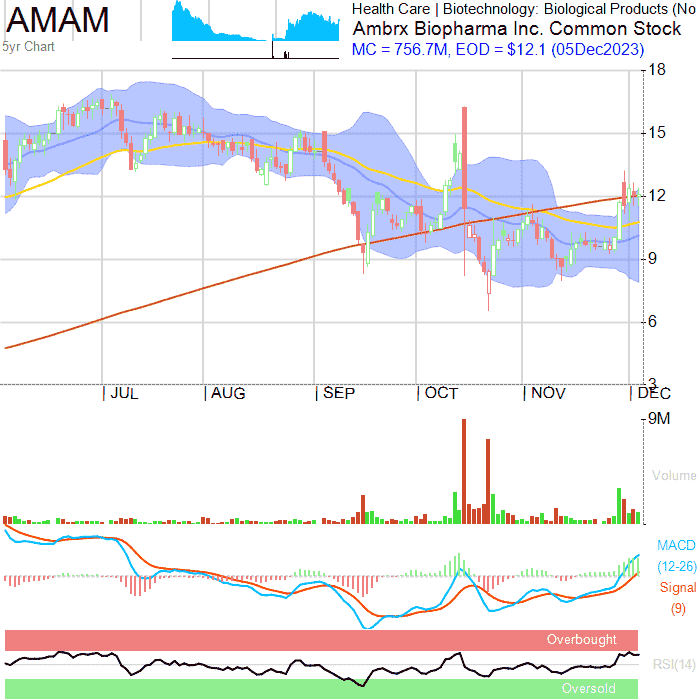 AMAM
5yr Chart
Health Care | Biotechnology: Biological Products (No
Ambrx Biopharma Inc. Common Stock
MC = 756.7M, EOD = $12.1 (05Dec2023)
18
15
12
9
6
3
JUL AUG SEP OCT NOV DEC
9M
Volume
MACD
(12-26)
Signal
(9)
Overbought
RSI(14)
Oversold